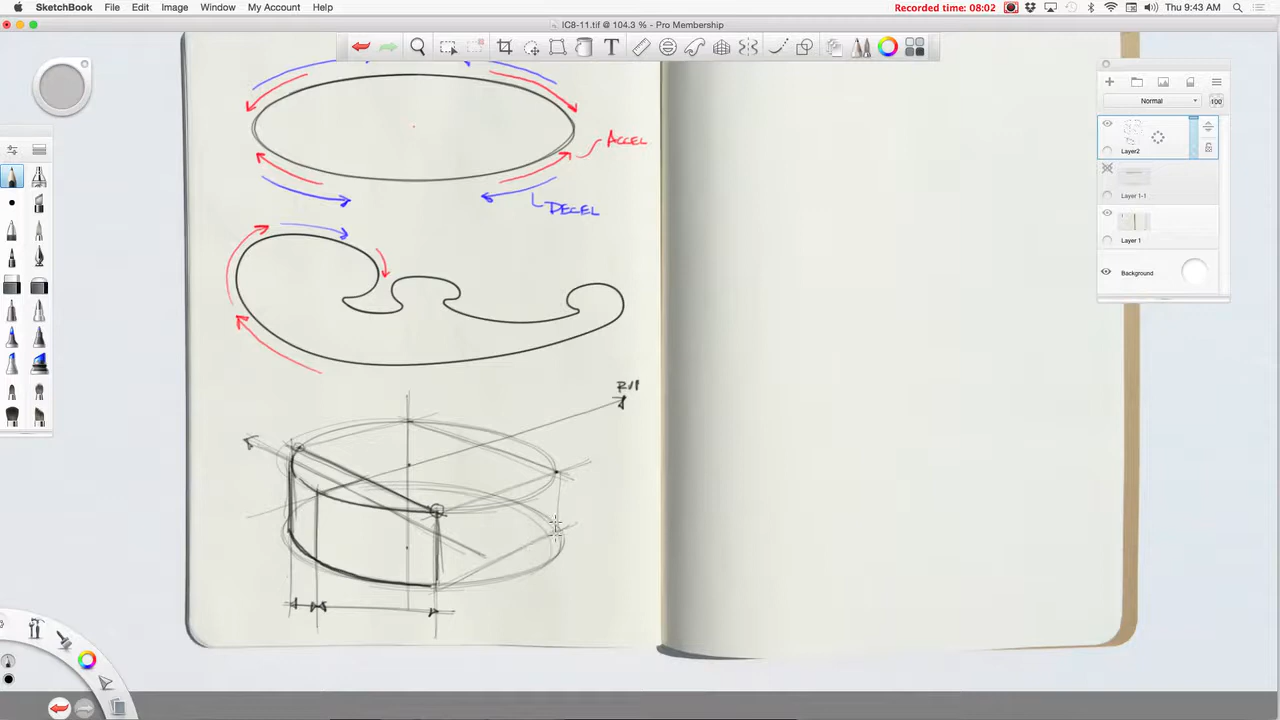 SketchBook File Edit Image Window My Account Help
Recorded time: 08:02
Thu 9:43 AM
IC8-11.tif @ 104.3 % - Pro Membership
T
Normal
100
Layer2
Layer 1-1
Layer 1
Background
ACCEL
DECEL